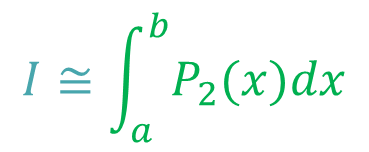 I ≅ ∫_a^b P_2(x)dx